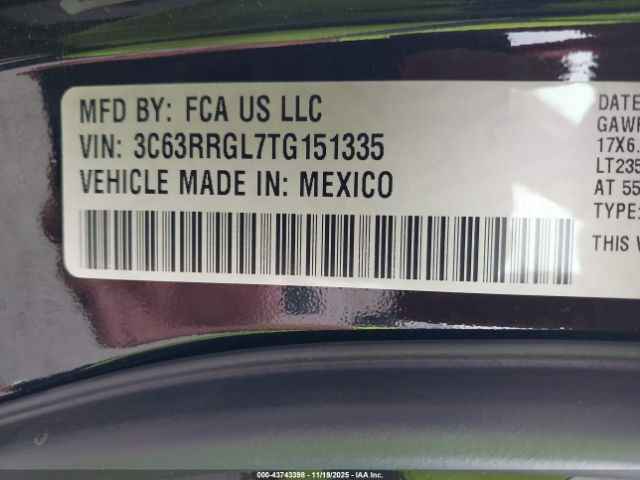 MFD BY: FCA US LLC
VIN: 3C63RRGL7TG151335
VEHICLE MADE IN: MEXICO
DATE
GAWR
17X6.
LT235
AT 55
TYPE:
THIS
000-43743398 - 11/19/2025 - IAA Inc.